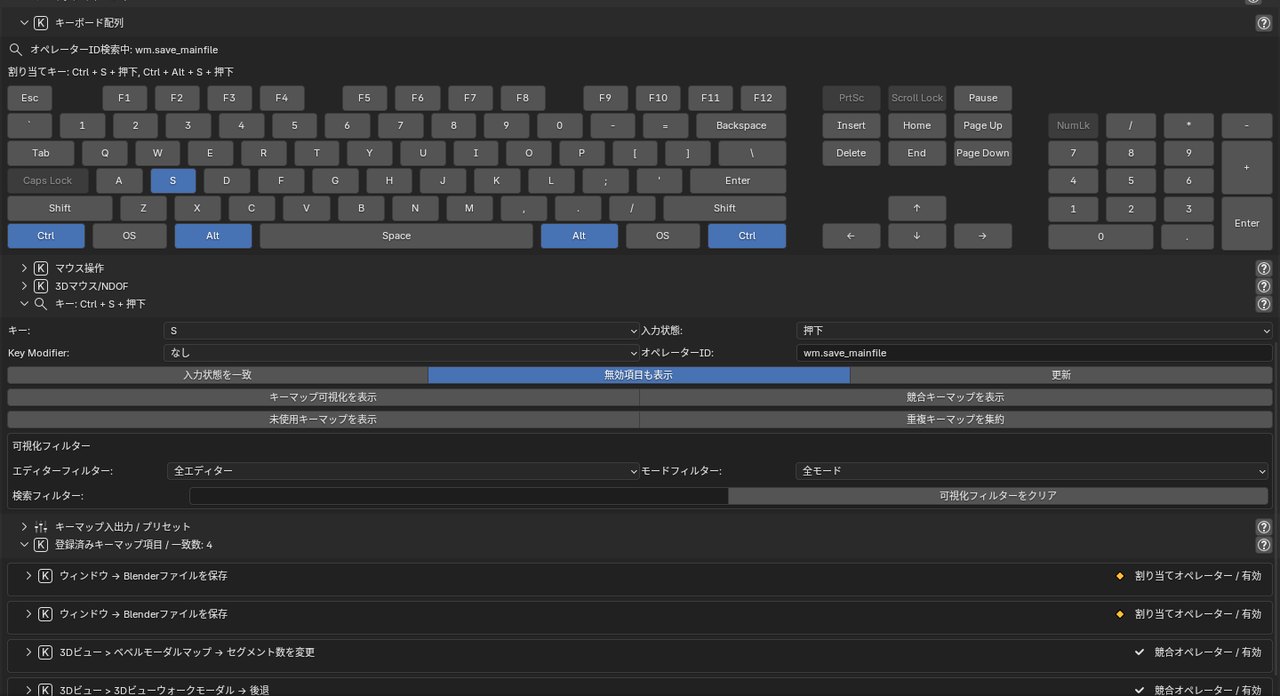 キーボード配列
オペレーターID検索中: wm.save_mainfile
割り当てキー: Ctrl + S + 押下, Ctrl + Alt + S + 押下
Esc F1 F2 F3 F4 F5 F6 F7 F8 F9 F10 F11 F12 PrtSc Scroll Lock Pause
` 1 2 3 4 5 6 7 8 9 0 - = Backspace Insert Home Page Up NumLk / * -
Tab Q W E R T Y U I O P [ ] \ Delete End Page Down 7 8 9 +
Caps Lock A S D F G H J K L ; ' Enter 4 5 6
Shift Z X C V B N M , . / Shift ↑ 1 2 3 Enter
Ctrl OS Alt Space Alt OS Ctrl ← ↓ → 0 .
マウス操作
3Dマウス/NDOF
キー: Ctrl + S + 押下
キー: S 入力状態: 押下
Key Modifier: なし オペレーターID: wm.save_mainfile
入力状態を一致 無効項目も表示 更新
キーマップ可視化を表示 競合キーマップを表示
未使用キーマップを表示 重複キーマップを集約
可視化フィルター
エディターフィルター: 全エディター モードフィルター: 全モード
検索フィルター: 可視化フィルターをクリア
キーマップ入出力 / プリセット
登録済みキーマップ項目 / 一致数: 4
ウィンドウ → Blenderファイルを保存 割り当てオペレーター / 有効
ウィンドウ → Blenderファイルを保存 割り当てオペレーター / 有効
3Dビュー > ベベルモーダルマップ → セグメント数を変更 競合オペレーター / 有効
3Dビュー > 3Dビューウォークモーダル → 後退 競合オペレーター / 有効